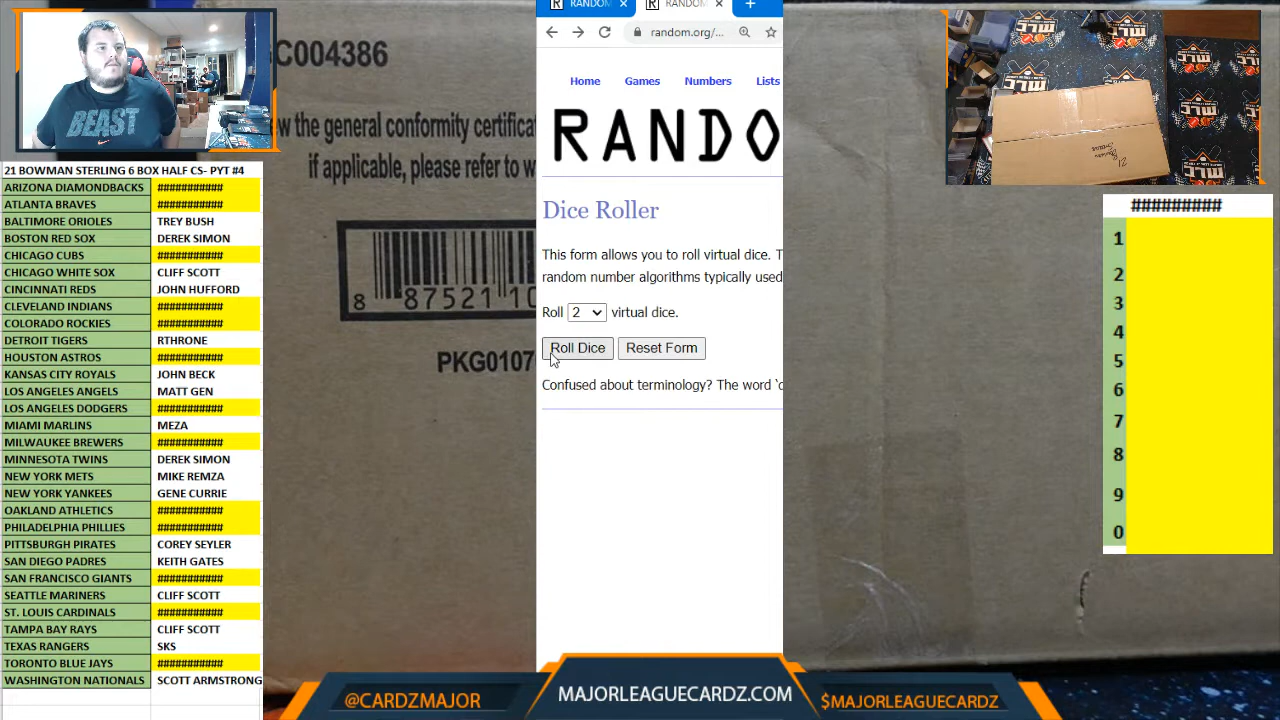 BEAST
21 BOWMAN STERLING 6 BOX HALF CS- PYT #4
ARIZONA DIAMONDBACKS ###########
ATLANTA BRAVES ###########
BALTIMORE ORIOLES TREY BUSH
BOSTON RED SOX DEREK SIMON
CHICAGO CUBS ###########
CHICAGO WHITE SOX CLIFF SCOTT
CINCINNATI REDS JOHN HUFFORD
CLEVELAND INDIANS ###########
COLORADO ROCKIES ###########
DETROIT TIGERS RTHRONE
HOUSTON ASTROS ###########
KANSAS CITY ROYALS JOHN BECK
LOS ANGELES ANGELS MATT GEN
LOS ANGELES DODGERS ###########
MIAMI MARLINS MEZA
MILWAUKEE BREWERS ###########
MINNESOTA TWINS DEREK SIMON
NEW YORK METS MIKE REMZA
NEW YORK YANKEES GENE CURRIE
OAKLAND ATHLETICS ###########
PHILADELPHIA PHILLIES ###########
PITTSBURGH PIRATES COREY SEYLER
SAN DIEGO PADRES KEITH GATES
SAN FRANCISCO GIANTS ###########
SEATTLE MARINERS CLIFF SCOTT
ST. LOUIS CARDINALS ###########
TAMPA BAY RAYS CLIFF SCOTT
TEXAS RANGERS SKS
TORONTO BLUE JAYS ###########
WASHINGTON NATIONALS SCOTT ARMSTRONG
C004386
the general conformity certificat
if applicable, please refer to w
8 87521 10
PKG0107
R RANDOM × R RANDOM × +
random.org/...
Home Games Numbers Lists
RANDO
Dice Roller
This form allows you to roll virtual dice. T
random number algorithms typically used
Roll 2 virtual dice.
Roll Dice Reset Form
Confused about terminology? The word
MLC
#########
1
2
3
4
5
6
7
8
9
0
@CARDZMAJOR
MAJORLEAGUECARDZ.COM
$MAJORLEAGUECARDZ